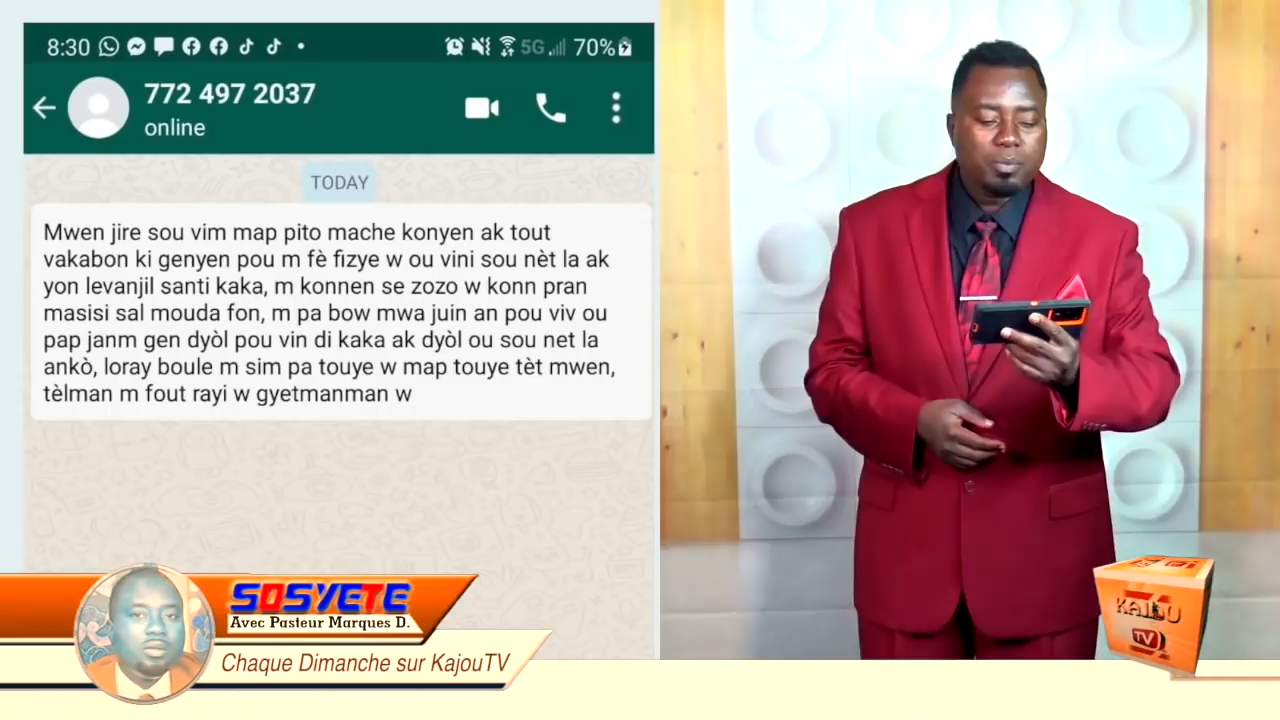 8:30
5G
70%
772 497 2037
online
TODAY
Mwen jire sou vim map pito mache konyen ak tout
vakabon ki genyen pou m fè fizye w ou vini sou nèt la ak
yon levanjil santi kaka, m konnen se zozo w konn pran
masisi sal mouda fon, m pa bow mwa juin an pou viv ou
pap janm gen dyòl pou vin di kaka ak dyòl ou sou net la
ankò, loray boule m sim pa touye w map touye tèt mwen,
tèlman m fout rayi w gyetmanman w
SOSYETE
Avec Pasteur Marques D.
Chaque Dimanche sur KajouTV
KAJOU
TV